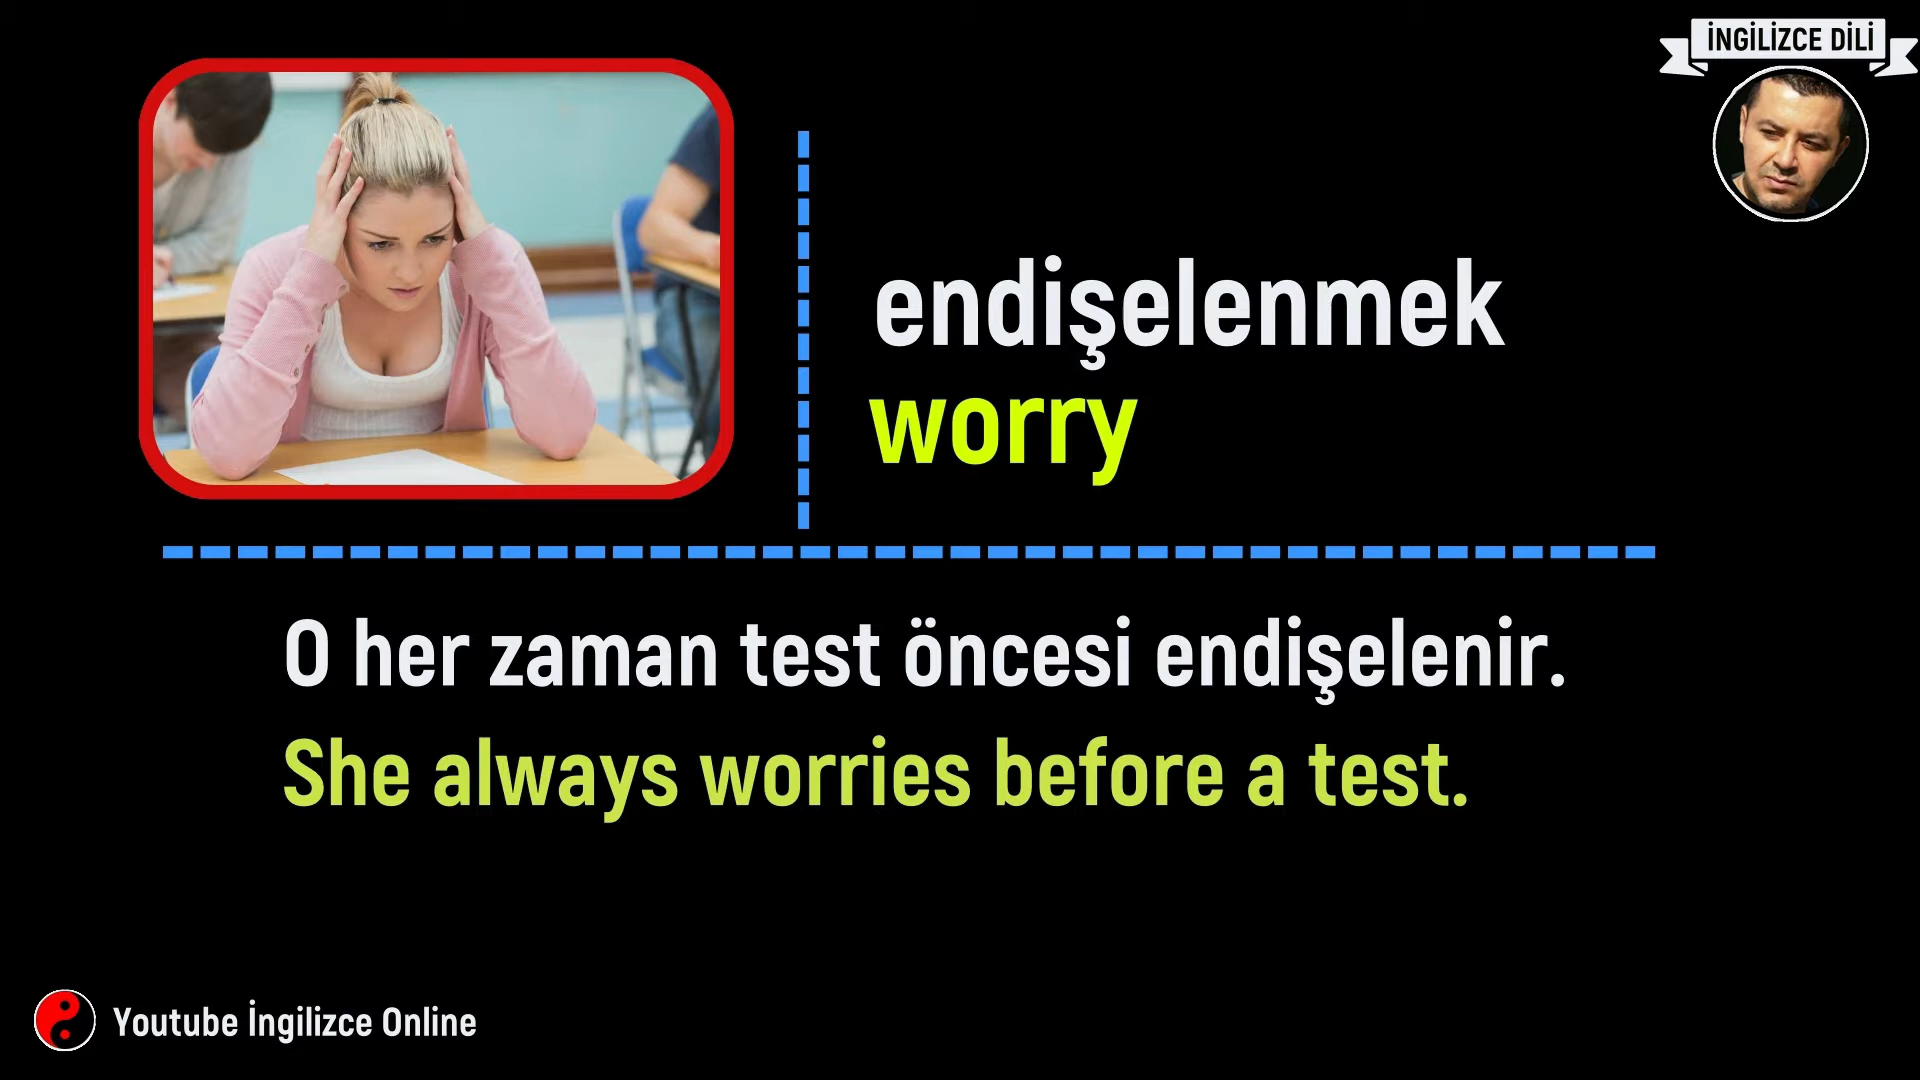 İNGİLİZCE DİLİ
endişelenmek
worry
O her zaman test öncesi endişelenir.
She always worries before a test.
Youtube İngilizce Online